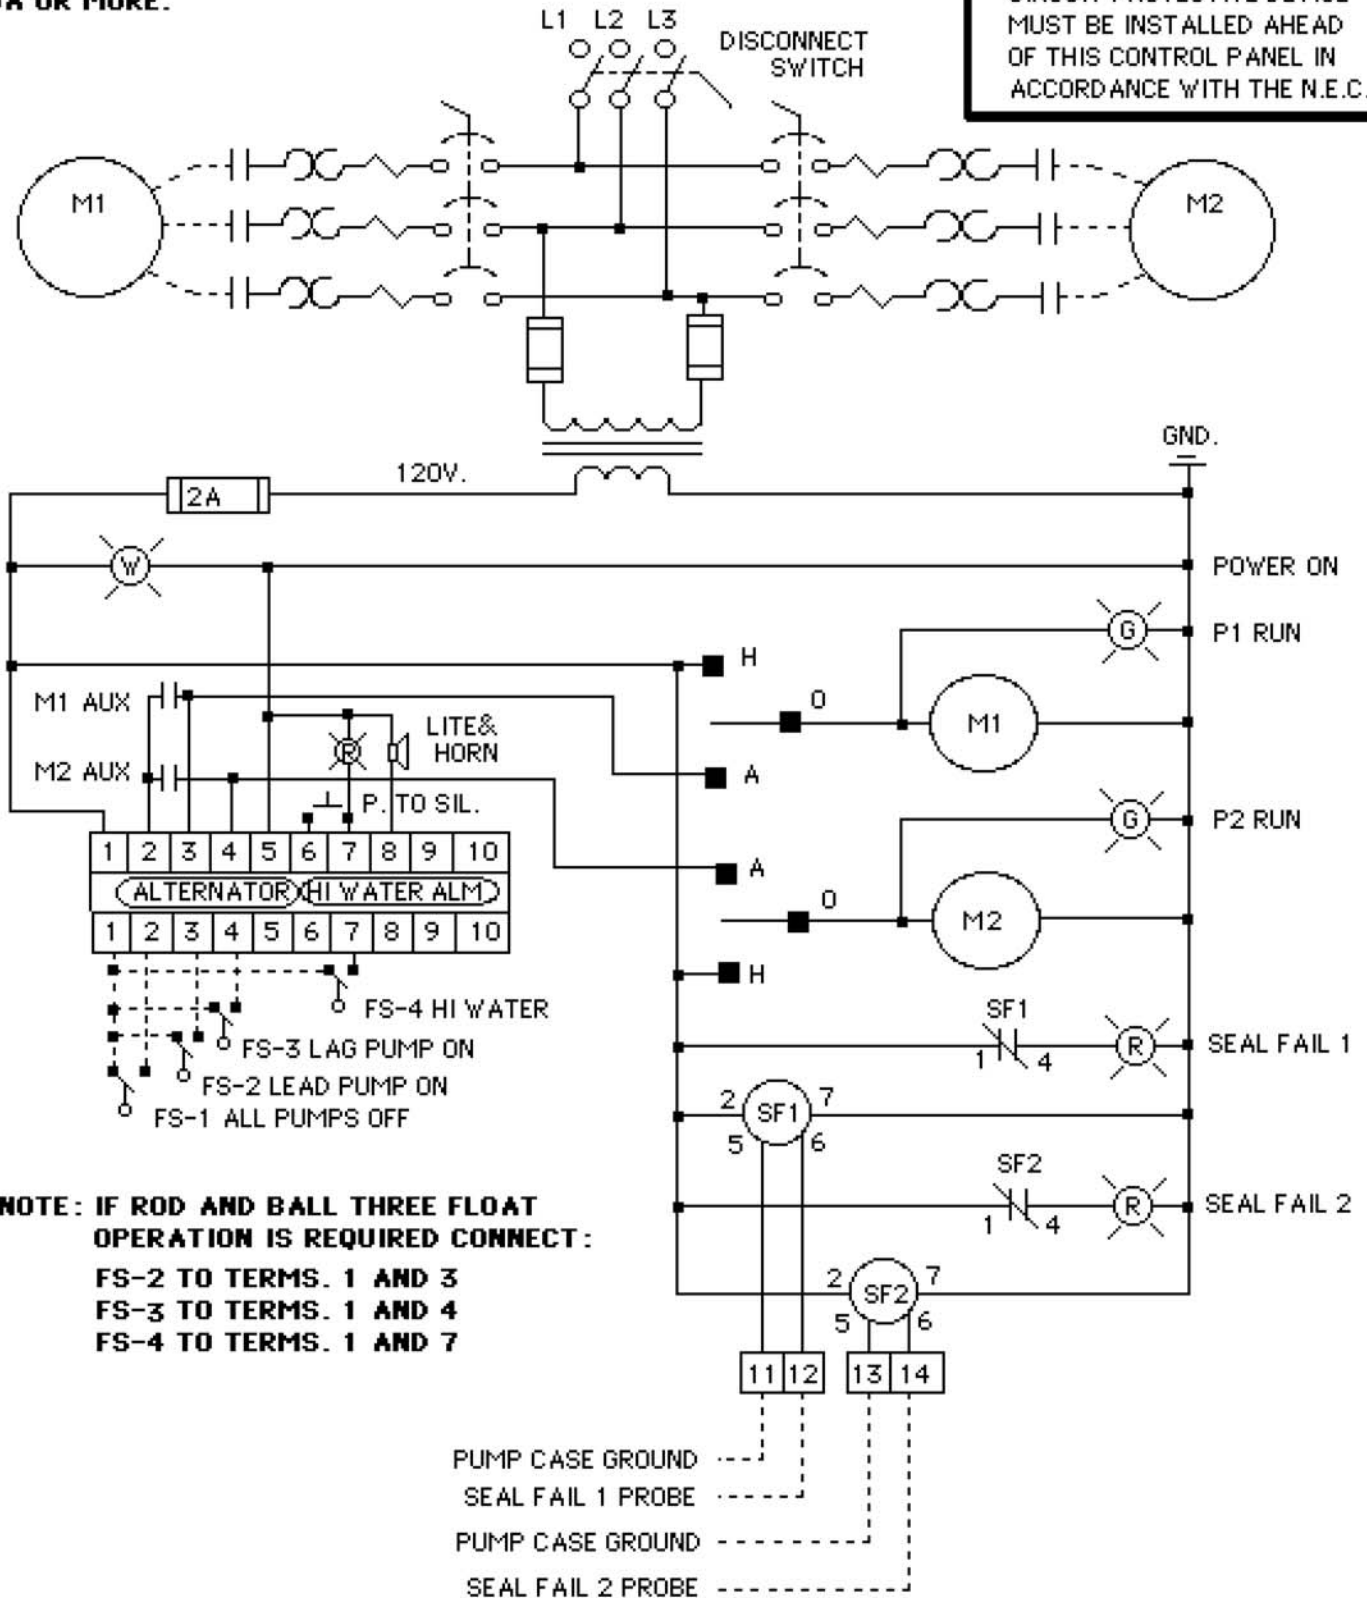 OR MORE.
MUST BE INSTALLED AHEAD
OF THIS CONTROL PANEL IN
ACCORDANCE WITH THE N.E.C.
L1 L2 L3
DISCONNECT
SWITCH
M1
M2
GND.
120V.
2A
W
POWER ON
G
P1 RUN
H
O
M1
A
M1 AUX
M2 AUX
R
LITE&
HORN
P. TO SIL.
G
P2 RUN
A
O
M2
H
1 2 3 4 5 6 7 8 9 10
ALTERNATOR HI WATER ALM
1 2 3 4 5 6 7 8 9 10
FS-4 HI WATER
FS-3 LAG PUMP ON
FS-2 LEAD PUMP ON
FS-1 ALL PUMPS OFF
SF1
1 4
R
SEAL FAIL 1
2 SF1 7
5 6
SF2
1 4
R
SEAL FAIL 2
2 SF2 7
5 6
NOTE: IF ROD AND BALL THREE FLOAT
OPERATION IS REQUIRED CONNECT:
FS-2 TO TERMS. 1 AND 3
FS-3 TO TERMS. 1 AND 4
FS-4 TO TERMS. 1 AND 7
11 12 13 14
PUMP CASE GROUND
SEAL FAIL 1 PROBE
PUMP CASE GROUND
SEAL FAIL 2 PROBE